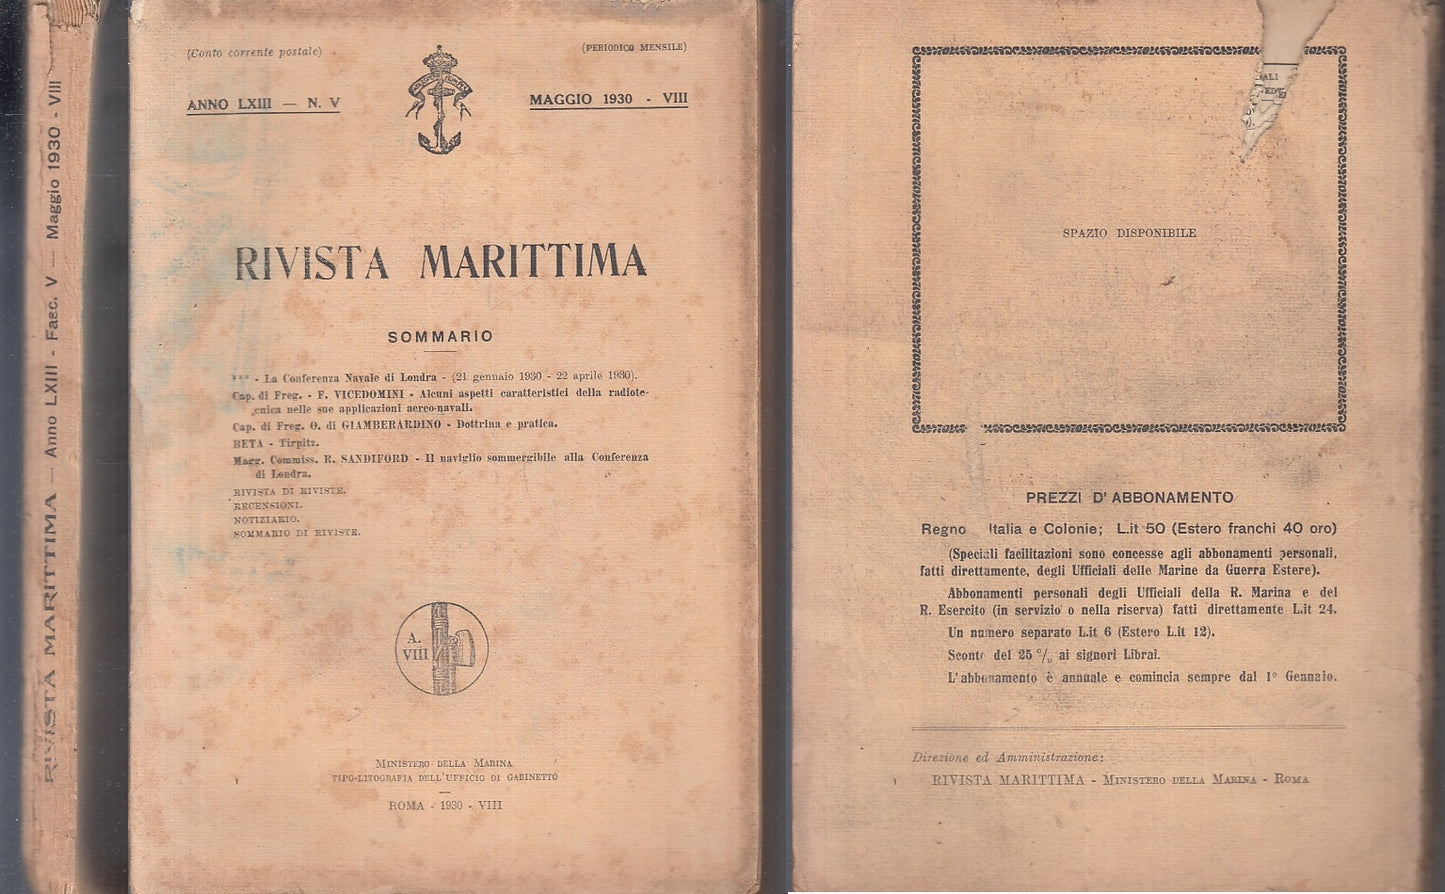 RIVISTA MARITTIMA — Anno LXIII - Fasc. V — Maggio 1930 - VIII
(Conto corrente postale)
(PERIODICO MENSILE)
ANNO LXIII — N. V
MAGGIO 1930 - VIII
RIVISTA MARITTIMA
SOMMARIO
*** - La Conferenza Navale di Londra - (21 gennaio 1930 - 22 aprile 1930).
Cap. di Freg. - F. VICEDOMINI - Alcuni aspetti caratteristici della radiote-
cnica nelle sue applicazioni aereo-navali.
Cap. di Freg. O. di GIAMBERARDINO - Dottrina e pratica.
BETA - Tirpitz.
Magg. Commiss. R. SANDIFORD - Il naviglio sommergibile alla Conferenza
di Londra.
RIVISTA DI RIVISTE.
RECENSIONI.
NOTIZIARIO.
SOMMARIO DI RIVISTE.
A.
VIII
MINISTERO DELLA MARINA
TIPO-LITOGRAFIA DELL'UFFICIO DI GABINETTO
ROMA - 1930 - VIII
SPAZIO DISPONIBILE
PREZZI D'ABBONAMENTO
Regno Italia e Colonie; L.it 50 (Estero franchi 40 oro)
(Speciali facilitazioni sono concesse agli abbonamenti personali,
fatti direttamente, degli Ufficiali delle Marine da Guerra Estere).
Abbonamenti personali degli Ufficiali della R. Marina e del
R. Esercito (in servizio o nella riserva) fatti direttamente L.it 24.
Un numero separato L.it 6 (Estero L.it 12).
Sconto del 25 °/o ai signori Librai.
L'abbonamento è annuale e comincia sempre dal 1° Gennaio.
Direzione ed Amministrazione:
RIVISTA MARITTIMA - MINISTERO DELLA MARINA - ROMA